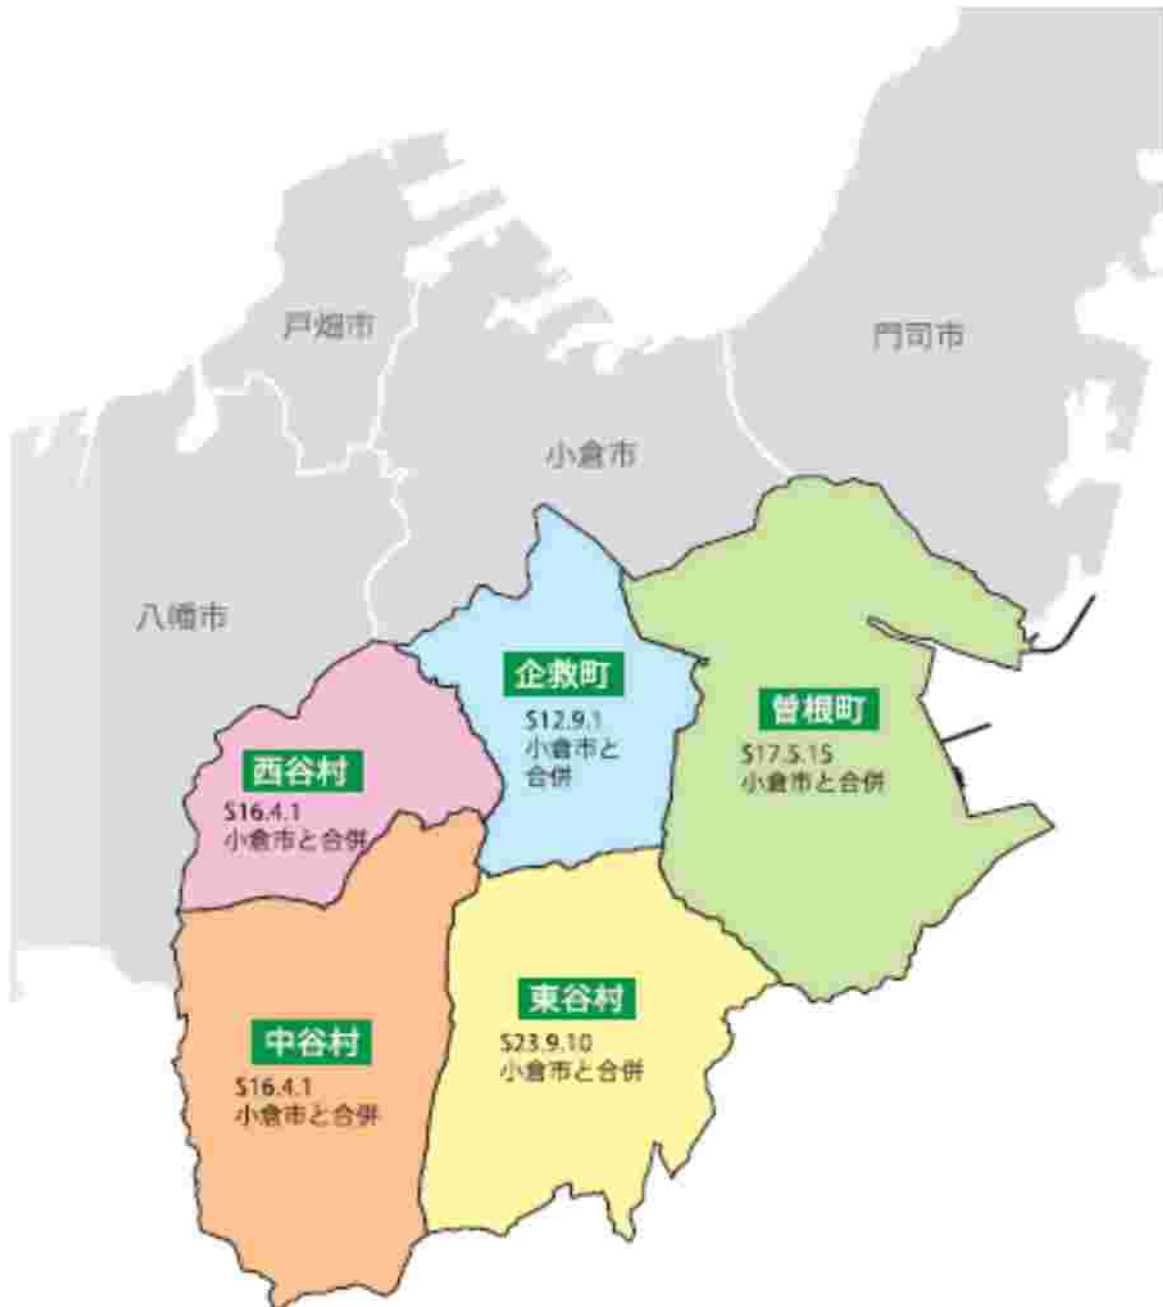 戸畑市
門司市
小倉市
八幡市
企救町
S12.9.1
小倉市と
合併
曽根町
S17.5.15
小倉市と合併
西谷村
S16.4.1
小倉市と合併
東谷村
S23.9.10
小倉市と合併
中谷村
S16.4.1
小倉市と合併